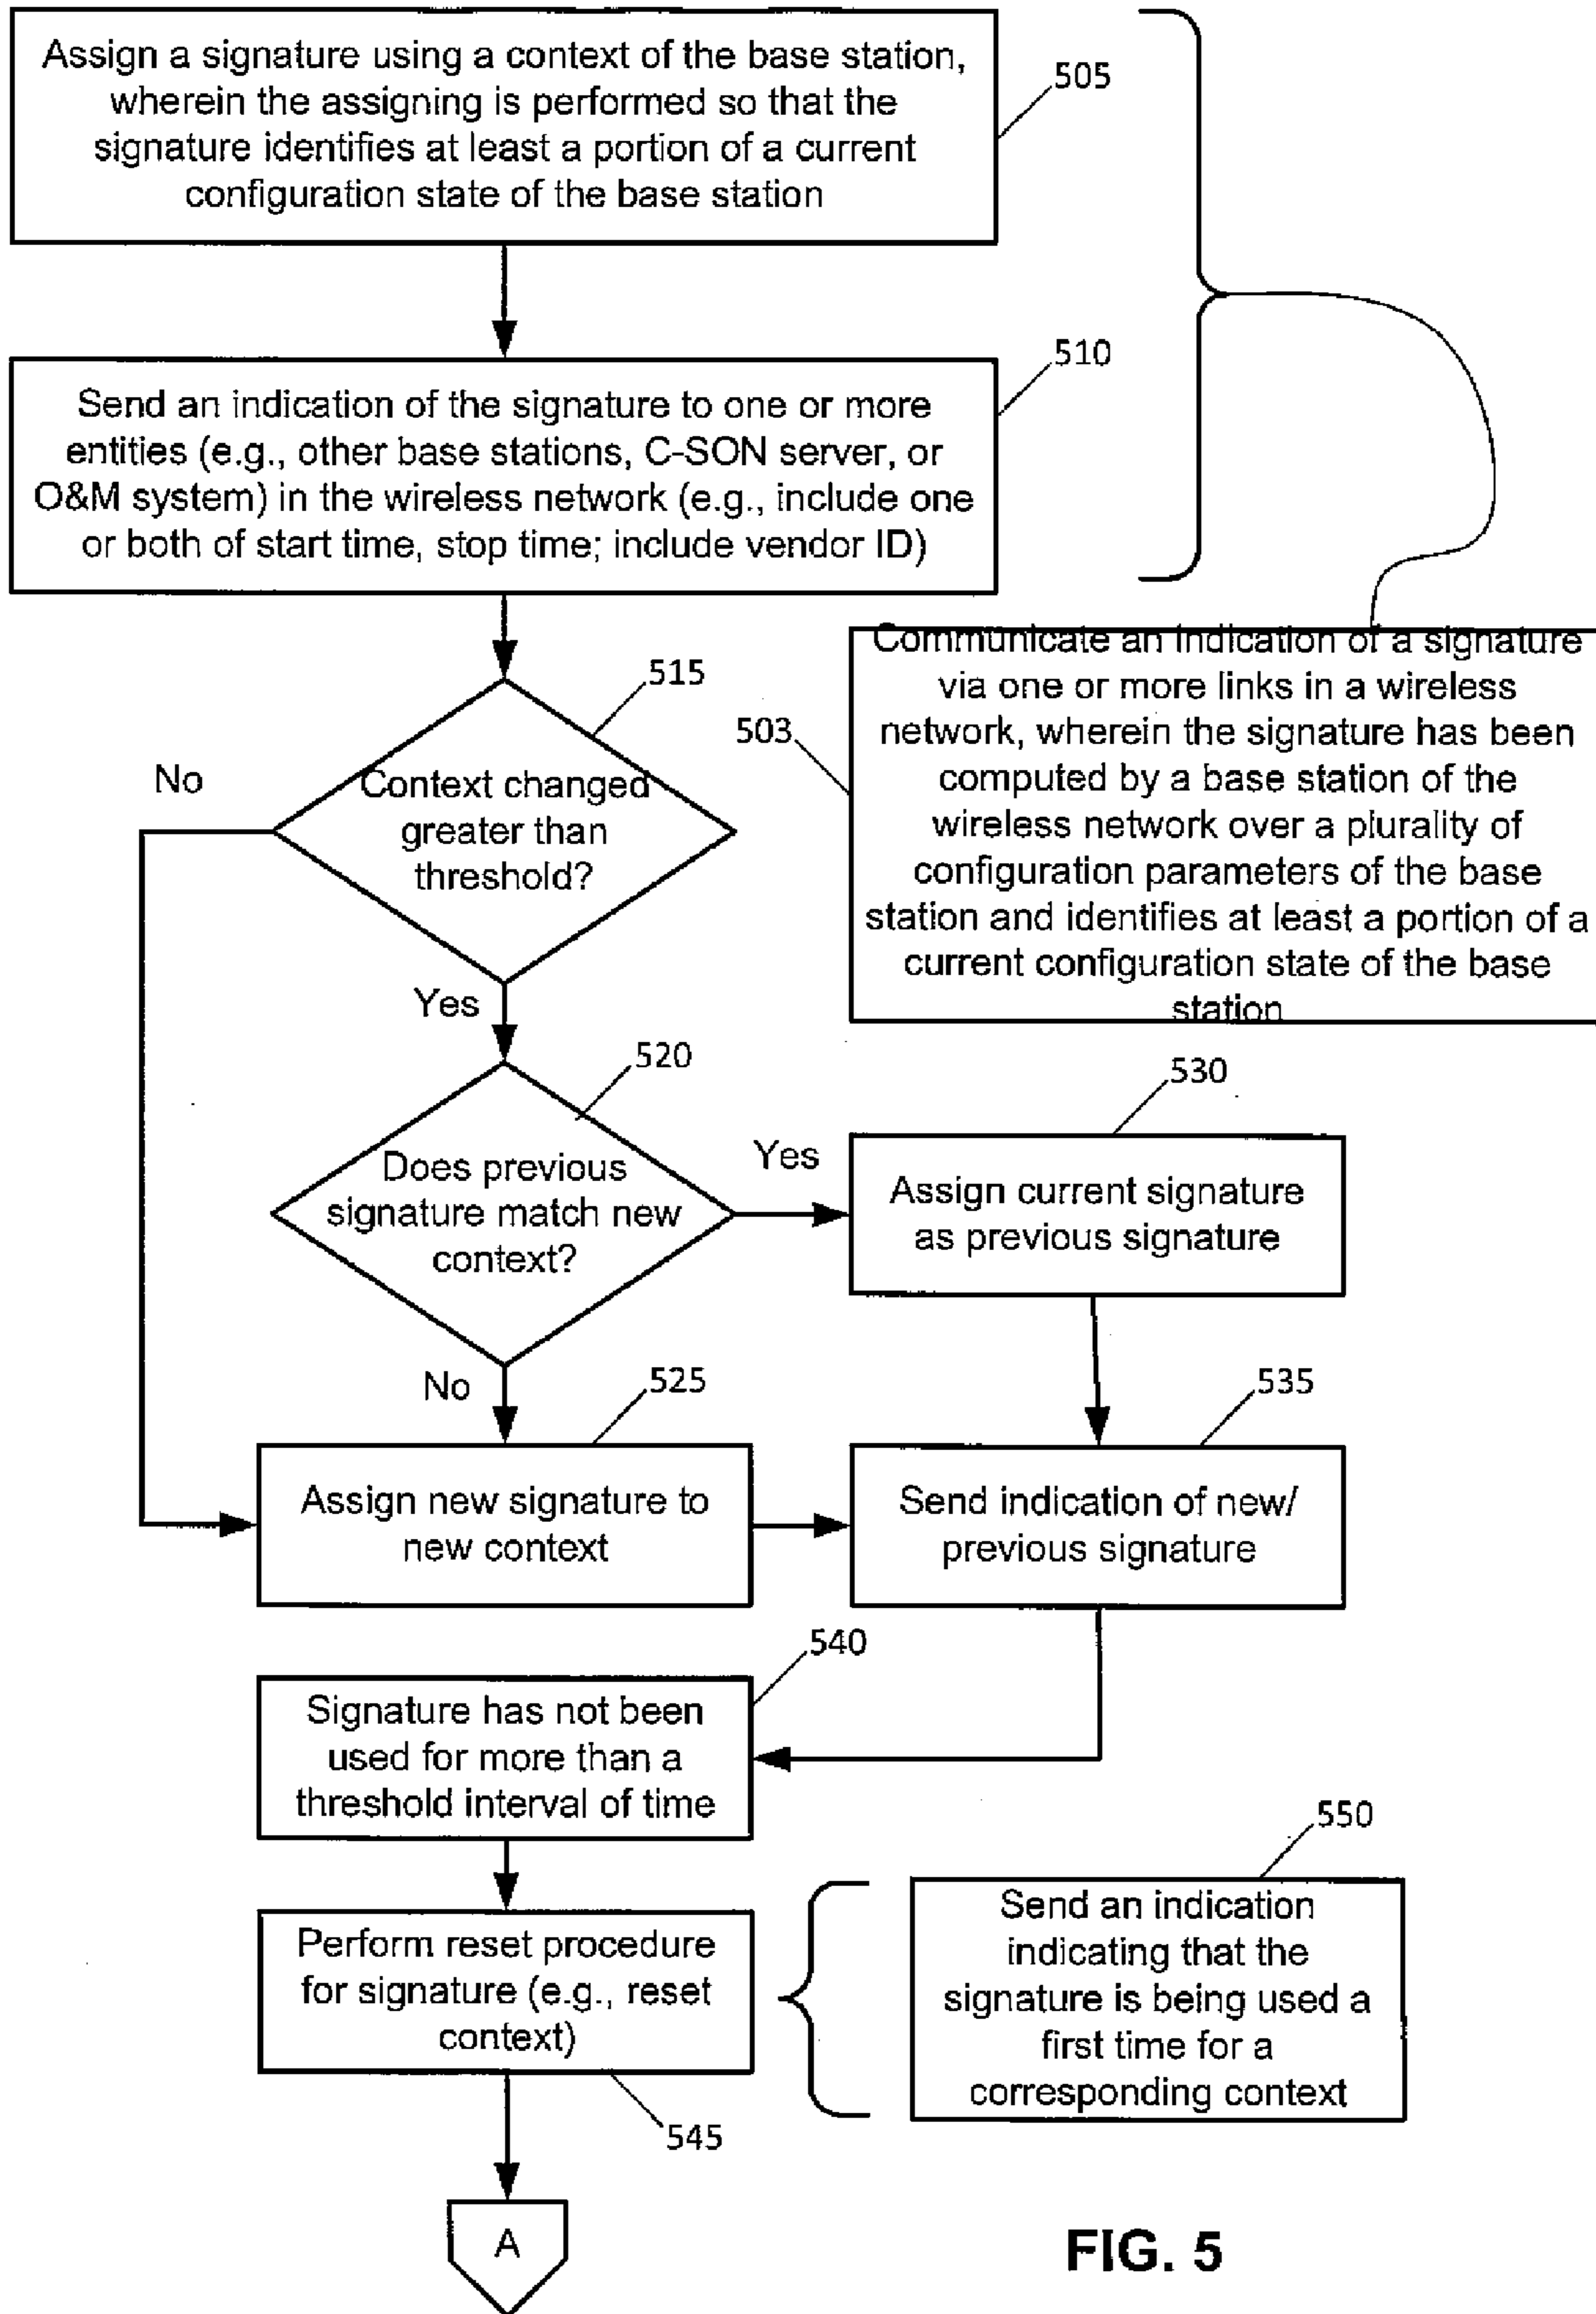 Assign a signature using a context of the base station,
wherein the assigning is performed so that the
signature identifies at least a portion of a current
configuration state of the base station
505
510
Send an indication of the signature to one or more
entities (e.g., other base stations, C-SON server, or
O&M system) in the wireless network (e.g., include one
or both of start time, stop time; include vendor ID)
515
503
Communicate an indication of a signature
via one or more links in a wireless
network, wherein the signature has been
computed by a base station of the
wireless network over a plurality of
configuration parameters of the base
station and identifies at least a portion of a
current configuration state of the base
station
No
Context changed
greater than
threshold?
Yes
520
530
Does previous
signature match new
context?
Yes
Assign current signature
as previous signature
No
525
535
Assign new signature to
new context
Send indication of new/
previous signature
540
Signature has not been
used for more than a
threshold interval of time
550
Perform reset procedure
for signature (e.g., reset
context)
Send an indication
indicating that the
signature is being used a
first time for a
corresponding context
545
A
FIG. 5